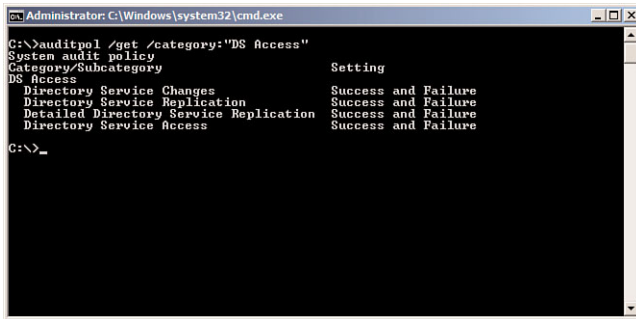 Administrator: C:\Windows\system32\cmd.exe
C:\>auditpol /get /category:"DS Access"
System audit policy
Category/Subcategory                      Setting
DS Access
  Directory Service Changes               Success and Failure
  Directory Service Replication           Success and Failure
  Detailed Directory Service Replication  Success and Failure
  Directory Service Access                Success and Failure
C:\>_